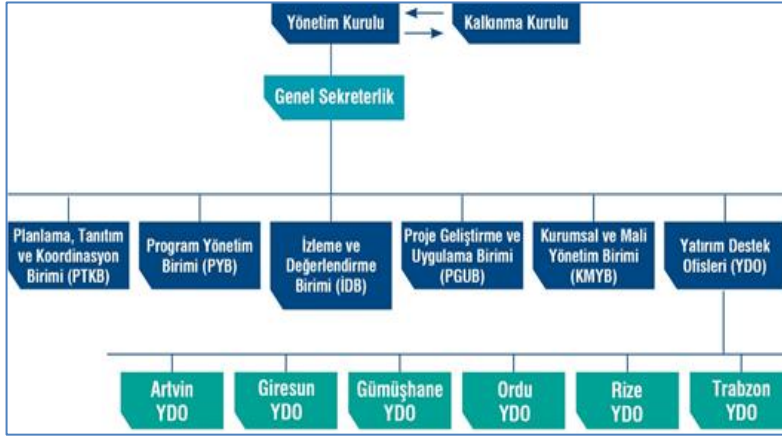 Yönetim Kurulu
Kalkınma Kurulu
Genel Sekreterlik
Planlama, Tanıtım
ve Koordinasyon
Birimi (PTKB)
Program Yönetim
Birimi (PYB)
İzleme ve
Değerlendirme
Birimi (İDB)
Proje Geliştirme ve
Uygulama Birimi
(PGUB)
Kurumsal ve Mali
Yönetim Birimi
(KMYB)
Yatırım Destek
Ofisleri (YDO)
Artvin
YDO
Giresun
YDO
Gümüşhane
YDO
Ordu
YDO
Rize
YDO
Trabzon
YDO